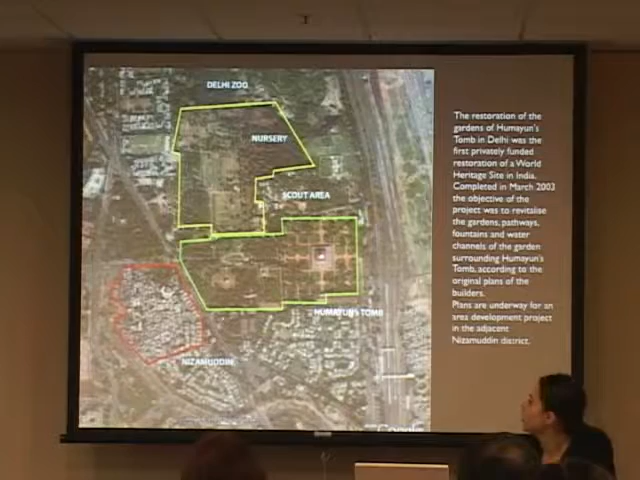 DELHI ZOO
NURSERY
SCOUT AREA
HUMAYUN'S TOMB
NIZAMUDDIN
Google
The restoration of the
gardens of Humayun's
Tomb in Delhi was the
first privately funded
restoration of a World
Heritage Site in India.
Completed in March 2003
the objective of the
project was to revitalise
the gardens, pathways,
fountains and water
channels of the garden
surrounding Humayun's
Tomb, according to the
original plans of the
builders.
Plans are underway for an
area development project
in the adjacent
Nizamuddin district.